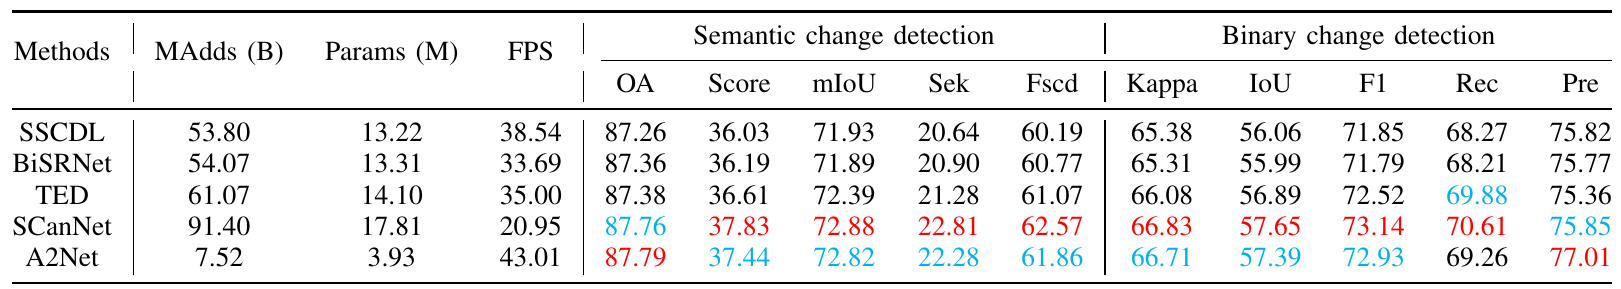 Methods MAdds (B) Params (M) FPS Semantic change detection Binary change detection
OA Score mIoU Sek Fscd Kappa IoU F1 Rec Pre
SSCDL 53.80 13.22 38.54 87.26 36.03 71.93 20.64 60.19 65.38 56.06 71.85 68.27 75.82
BiSRNet 54.07 13.31 33.69 87.36 36.19 71.89 20.90 60.77 65.31 55.99 71.79 68.21 75.77
TED 61.07 14.10 35.00 87.38 36.61 72.39 21.28 61.07 66.08 56.89 72.52 69.88 75.36
SCanNet 91.40 17.81 20.95 87.76 37.83 72.88 22.81 62.57 66.83 57.65 73.14 70.61 75.85
A2Net 7.52 3.93 43.01 87.79 37.44 72.82 22.28 61.86 66.71 57.39 72.93 69.26 77.01